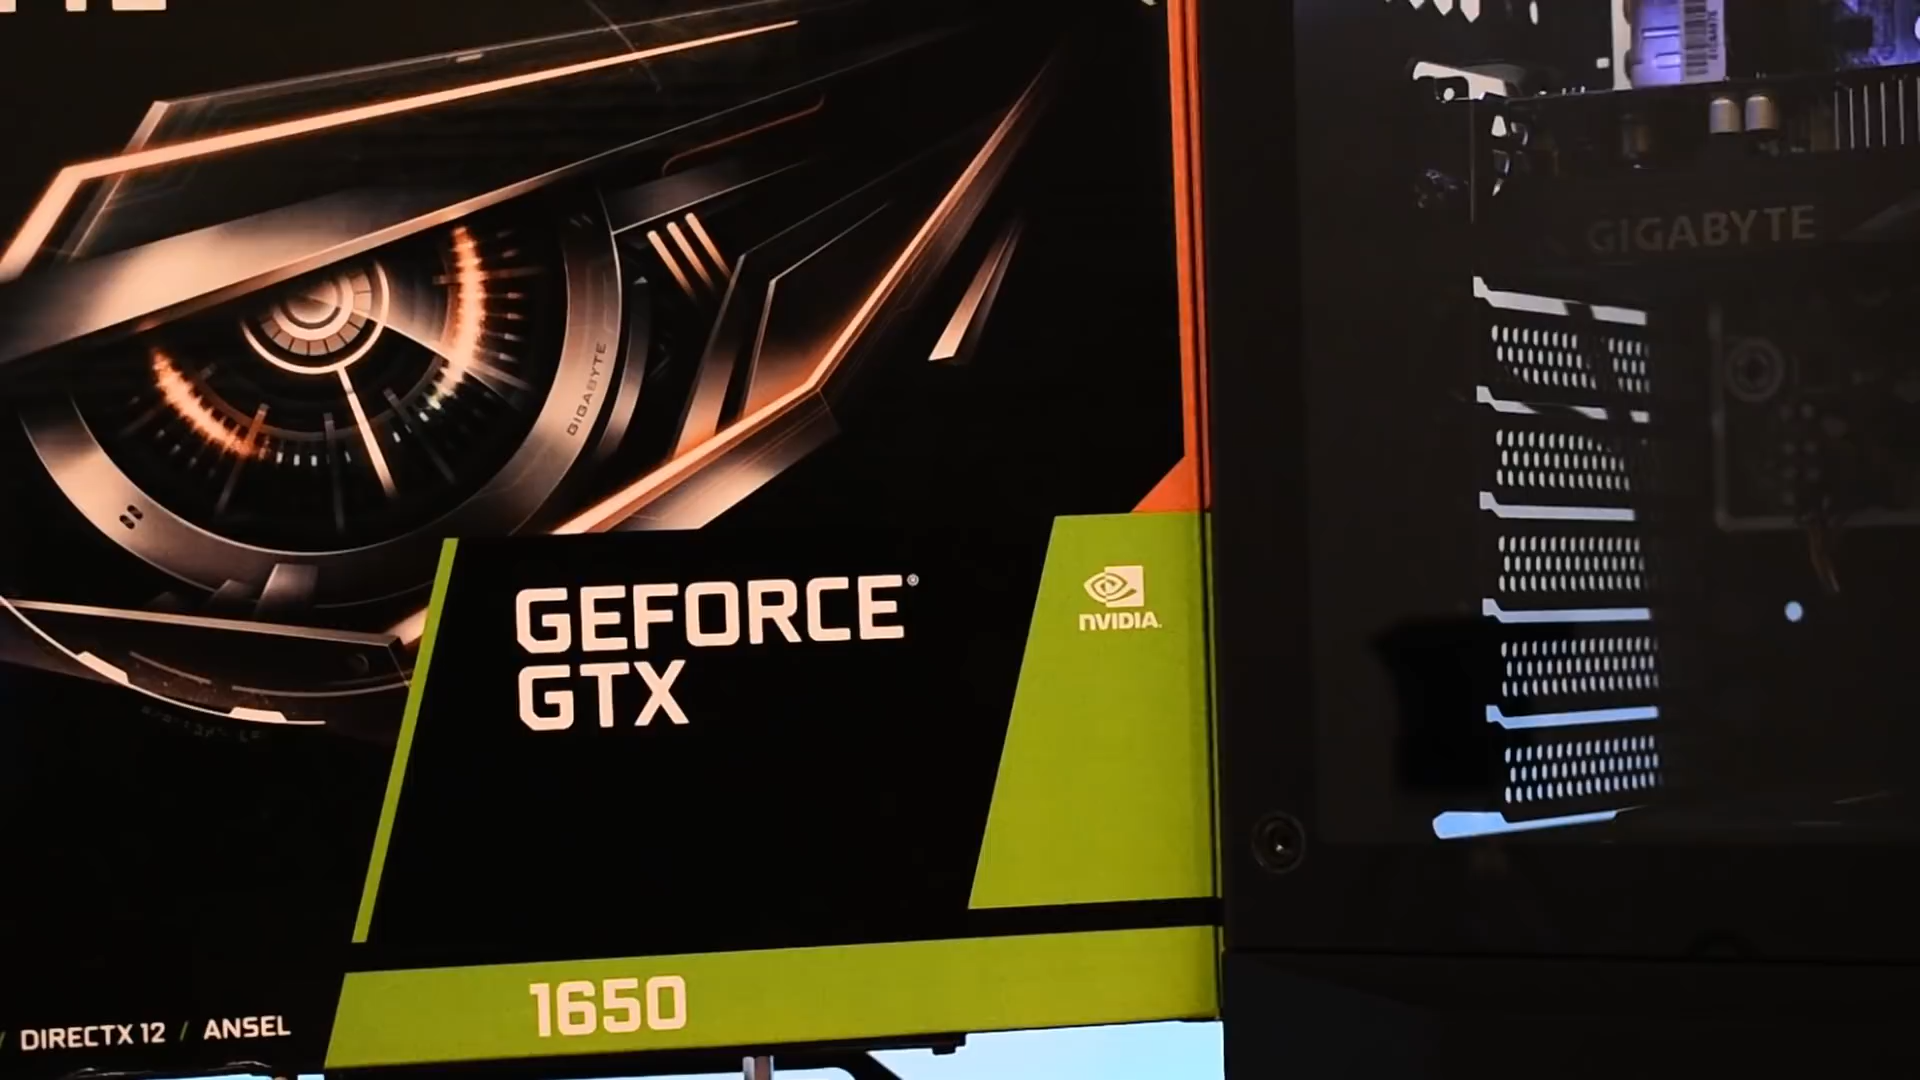 GIGABYTE
GIGABYTE
GEFORCE®
GTX
NVIDIA.
1650
/ DIRECTX 12 / ANSEL